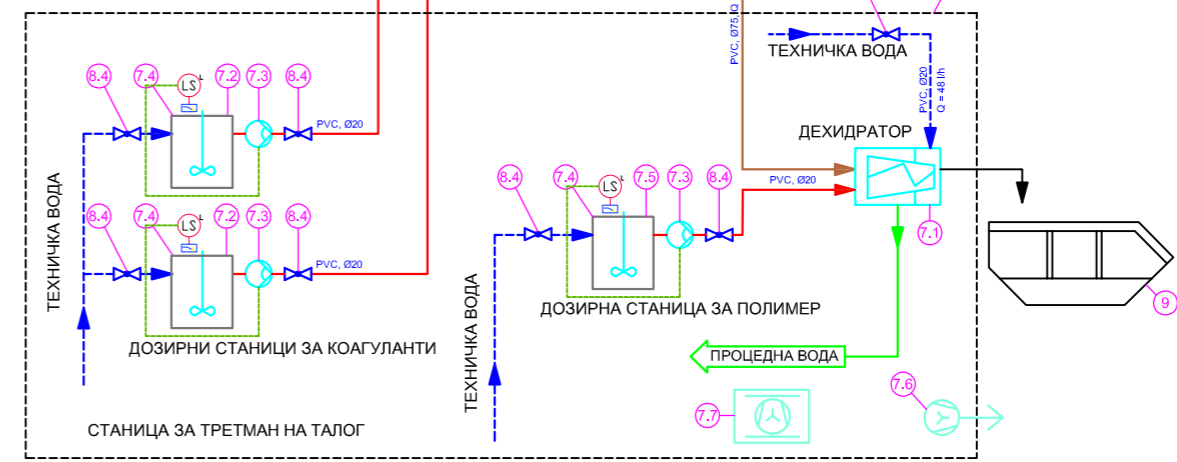 PVC, Ø75, Q
ТЕХНИЧКА ВОДА
PVC, Ø20
Q = 48 l/h
ДЕХИДРАТОР
8.4
7.4
LS
L
7.2
7.3
8.4
PVC, Ø20
ТЕХНИЧКА ВОДА
8.4
7.4
LS
L
7.2
7.3
8.4
PVC, Ø20
ДОЗИРНИ СТАНИЦИ ЗА КОАГУЛАНТИ
СТАНИЦА ЗА ТРЕТМАН НА ТАЛОГ
8.4
7.4
LS
L
7.5
7.3
8.4
PVC, Ø20
7.1
ТЕХНИЧКА ВОДА
ДОЗИРНА СТАНИЦА ЗА ПОЛИМЕР
ПРОЦЕДНА ВОДА
9
7.7
7.6